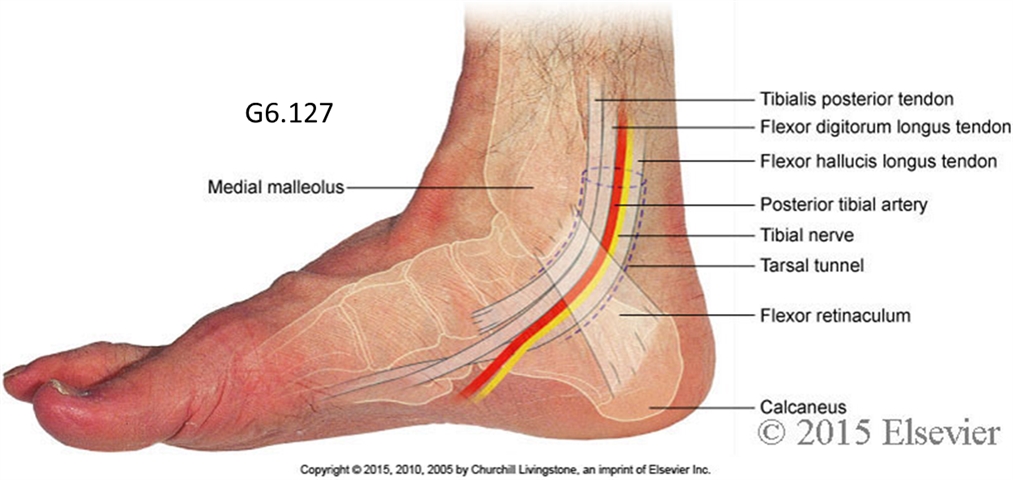 G6.127
Tibialis posterior tendon
Flexor digitorum longus tendon
Flexor hallucis longus tendon
Medial malleolus
Posterior tibial artery
Tibial nerve
Tarsal tunnel
Flexor retinaculum
Calcaneus
© 2015 Elsevier
Copyright © 2015, 2010, 2005 by Churchill Livingstone, an imprint of Elsevier Inc.